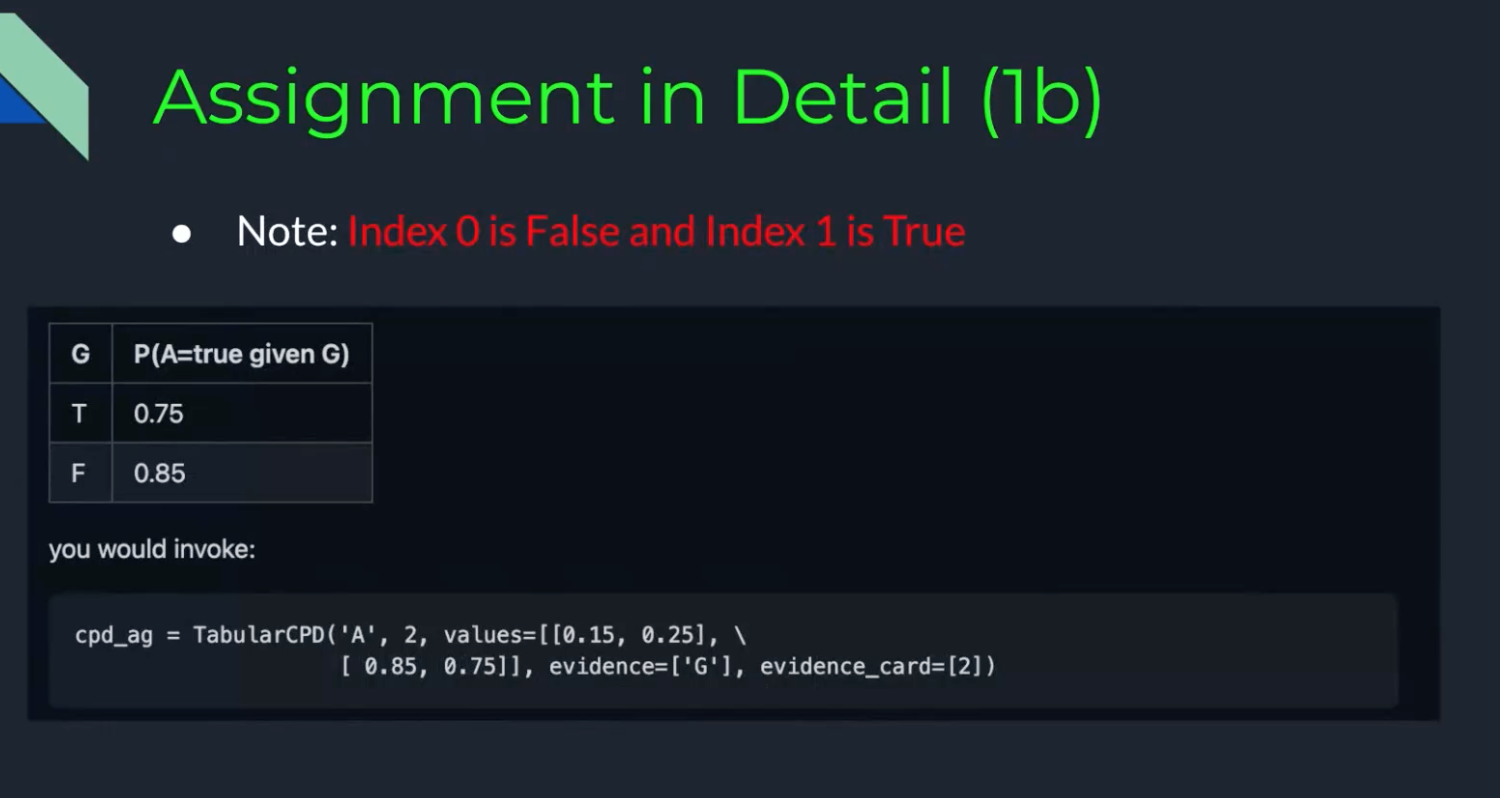 Assignment in Detail (1b)
● Note: Index 0 is False and Index 1 is True
G P(A=true given G)
T 0.75
F 0.85
you would invoke:
cpd_ag = TabularCPD('A', 2, values=[[0.15, 0.25], \
[ 0.85, 0.75]], evidence=['G'], evidence_card=[2])